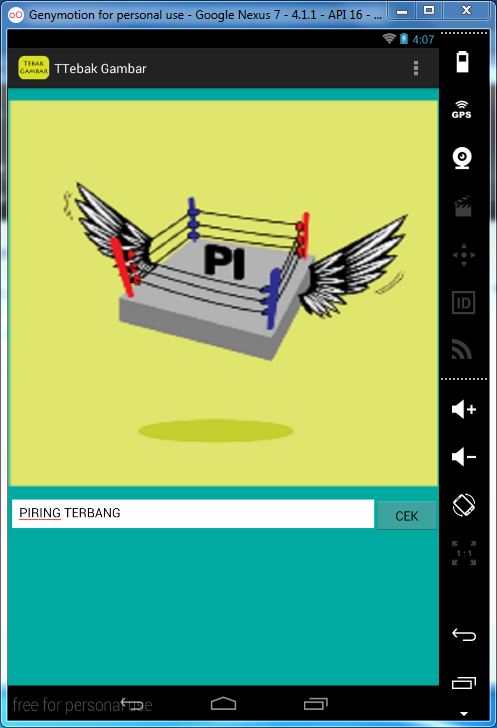 Genymotion for personal use - Google Nexus 7 - 4.1.1 - API 16 - ...
4:07
TEBAK
GAMBAR
TTebak Gambar
GPS
PI
ID
PIRING TERBANG
CEK
1:1
free for personal use